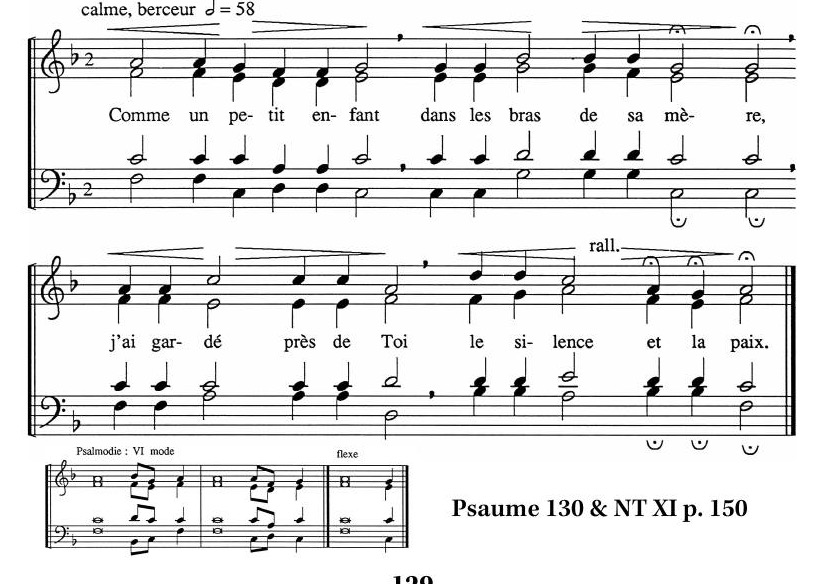 calme, berceur 𝅗𝅥 = 58
2
Comme un pe- tit en- fant dans les bras de sa mè- re,
2
rall.
j'ai gar- dé près de Toi le si- lence et la paix.
Psalmodie : VI mode flexe
Psaume 130 & NT XI p. 150